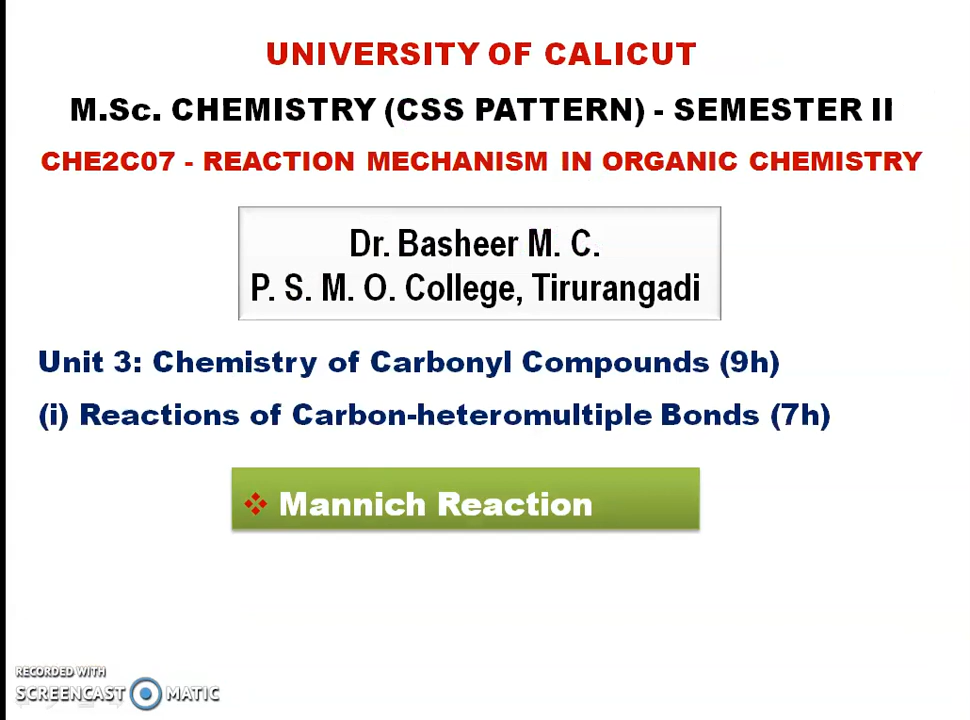 UNIVERSITY OF CALICUT
M.Sc. CHEMISTRY (CSS PATTERN) - SEMESTER II
CHE2C07 - REACTION MECHANISM IN ORGANIC CHEMISTRY
Dr. Basheer M. C.
P. S. M. O. College, Tirurangadi
Unit 3: Chemistry of Carbonyl Compounds (9h)
(i) Reactions of Carbon-heteromultiple Bonds (7h)
❖ Mannich Reaction
RECORDED WITH
SCREENCAST MATIC